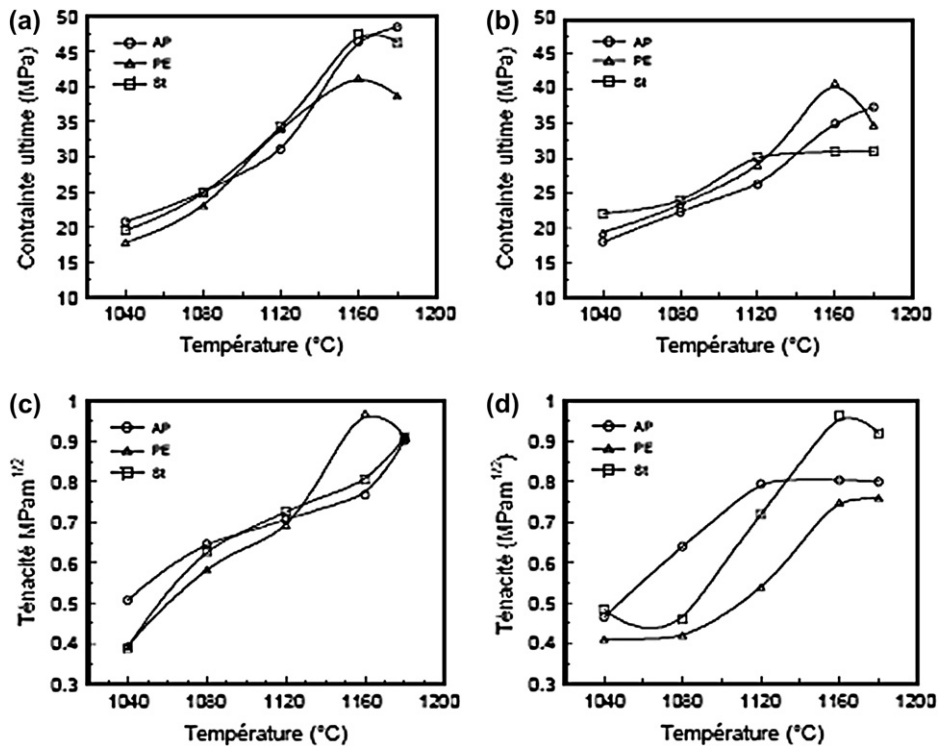 (a)
50
45
40
35
30
25
20
15
10
Contrainte ultime (MPa)
AP
PE
St
1040 1080 1120 1160 1200
Température (°C)
(b)
50
45
40
35
30
25
20
15
10
Contrainte ultime (MPa)
AP
PE
St
1040 1080 1120 1160 1200
Température (°C)
(c)
1
0.9
0.8
0.7
0.6
0.5
0.4
0.3
Ténacité MPam1/2
AP
PE
St
1040 1080 1120 1160 1200
Température (°C)
(d)
1
0.9
0.8
0.7
0.6
0.5
0.4
0.3
Ténacité (MPam1/2)
AP
PE
St
1040 1080 1120 1160 1200
Température (°C)